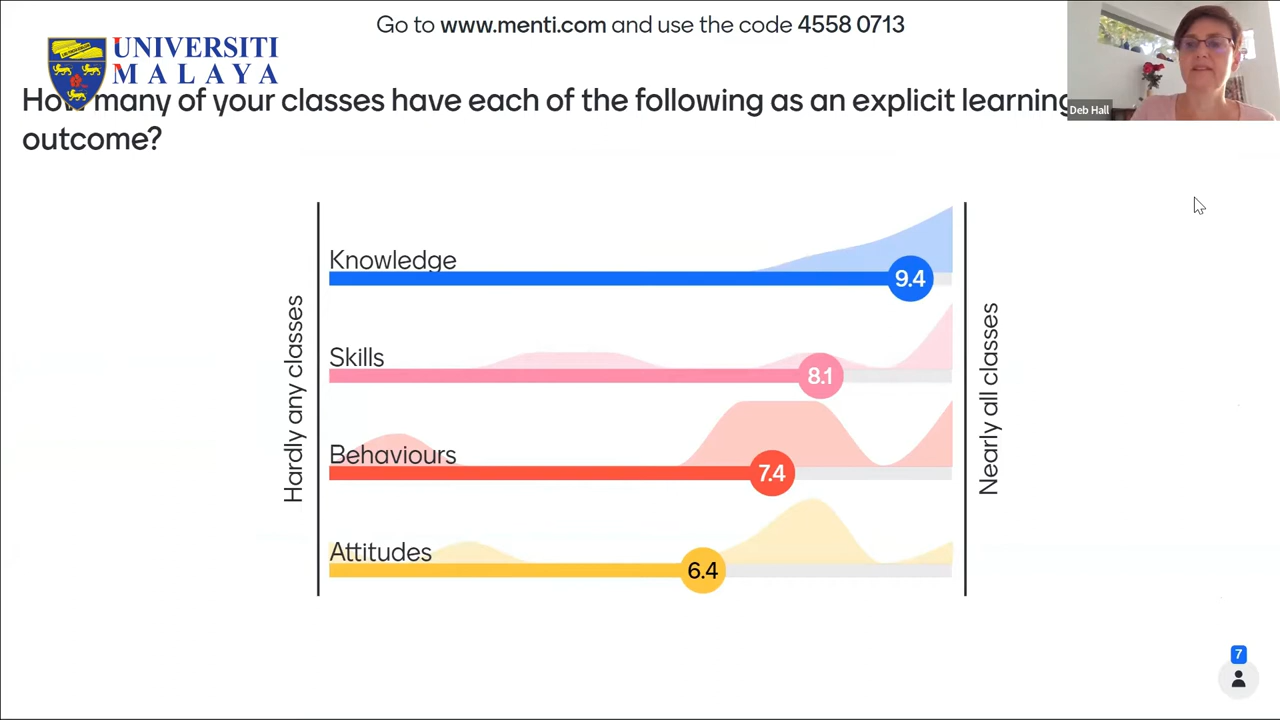 Go to www.menti.com and use the code 4558 0713
UNIVERSITI
MALAYA
How many of your classes have each of the following as an explicit learning
outcome?
Deb Hall
Hardly any classes
Nearly all classes
Knowledge
9.4
Skills
8.1
Behaviours
7.4
Attitudes
6.4
7